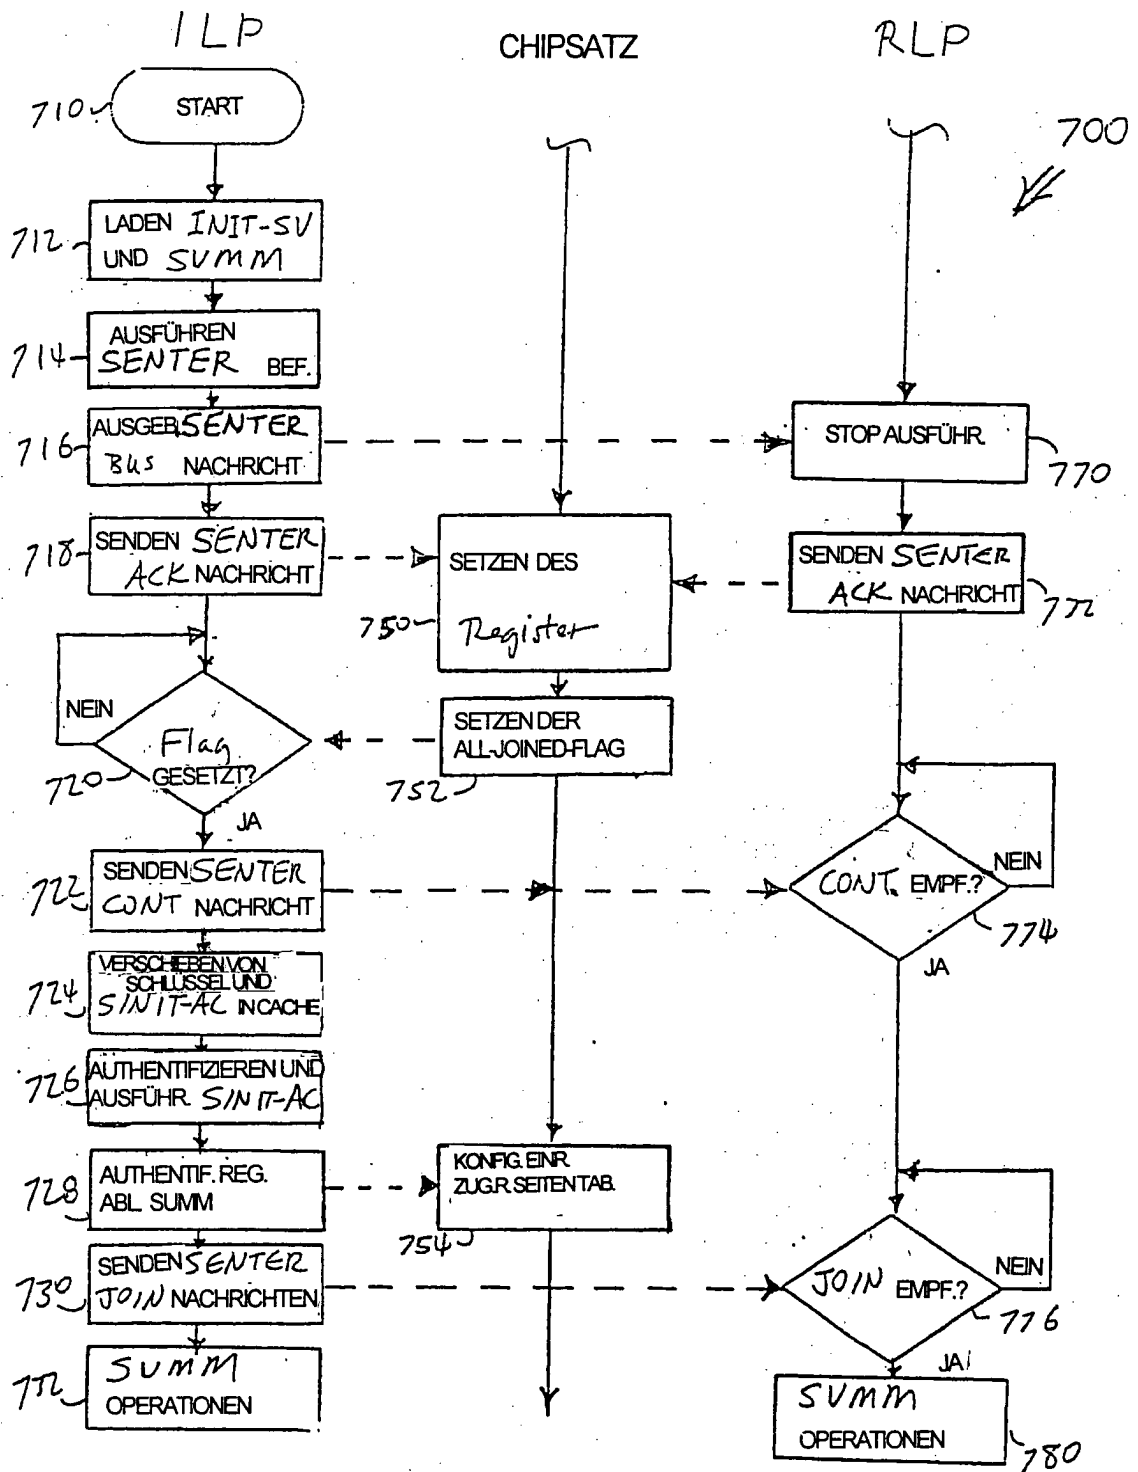 ILP
CHIPSATZ
RLP
700
710
START
712
LADEN INIT-SV
UND SVMM
714
AUSFÜHREN
SENTER BEF.
716
AUSGEB. SENTER
Bus NACHRICHT
STOP AUSFÜHR.
770
718
SENDEN SENTER
ACK NACHRICHT
SETZEN DES
Register
750
SENDEN SENTER
ACK NACHRICHT
772
NEIN
Flag
GESETZT?
720
JA
SETZEN DER
ALL-JOINED-FLAG
752
722
SENDEN SENTER
CONT NACHRICHT
CONT. EMPF.?
NEIN
774
JA
724
VERSCHIEBEN VON
SCHLÜSSEL UND
SINIT-AC IN CACHE
726
AUTHENTIFIZIEREN UND
AUSFÜHR. SINIT-AC
728
AUTHENTIF. REG.
ABL. SUMM
KONFIG. EINR.
ZUG.R. SEITENTAB.
754
730
SENDEN SENTER
JOIN NACHRICHTEN
JOIN EMPF.?
NEIN
776
JA
732
SVMM
OPERATIONEN
SVMM
OPERATIONEN
780